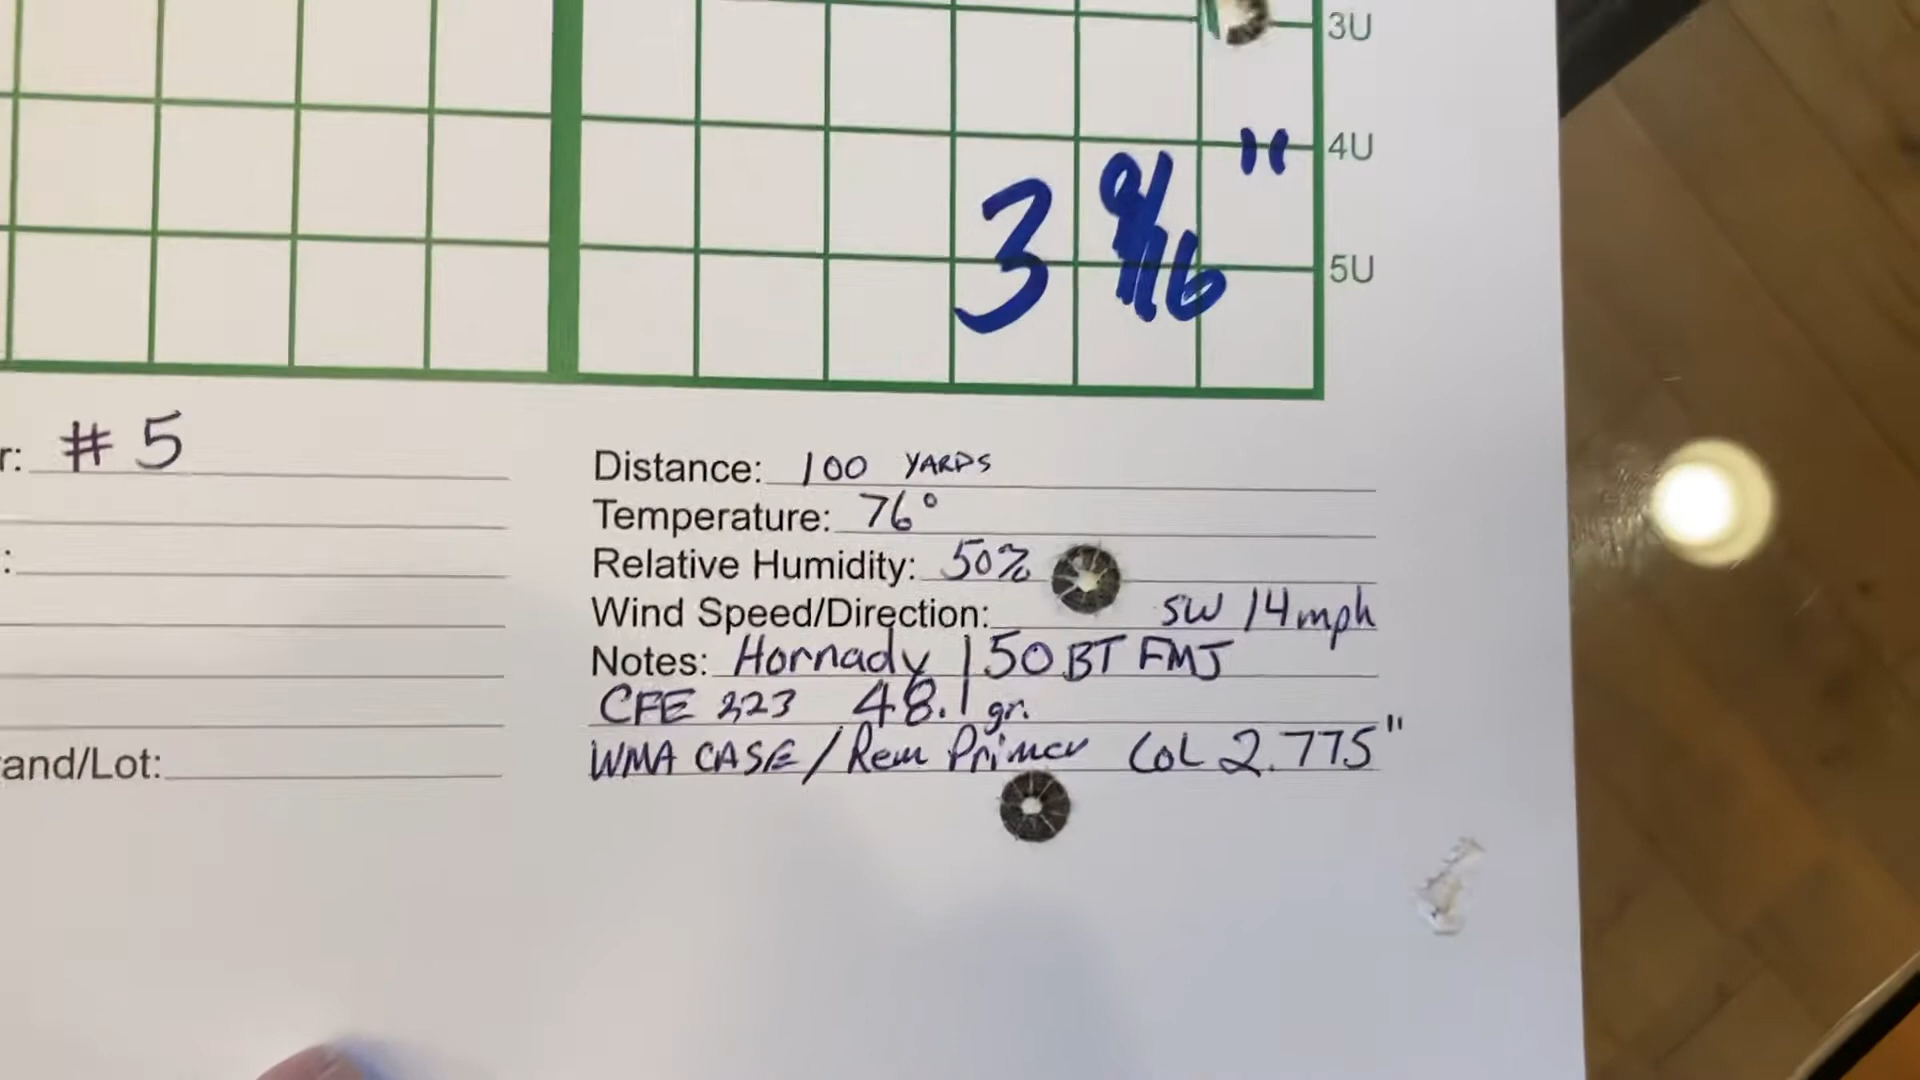 3U
4U
3 9/16 "
5U
r: # 5
Distance: 100 YARDS
Temperature: 76°
Relative Humidity: 50%
Wind Speed/Direction: SW 14 mph
:
Notes: Hornady 150 BT FMJ
CFE 223 48.1 gr.
WMA CASE / Rem Primer COL 2.775"
and/Lot: